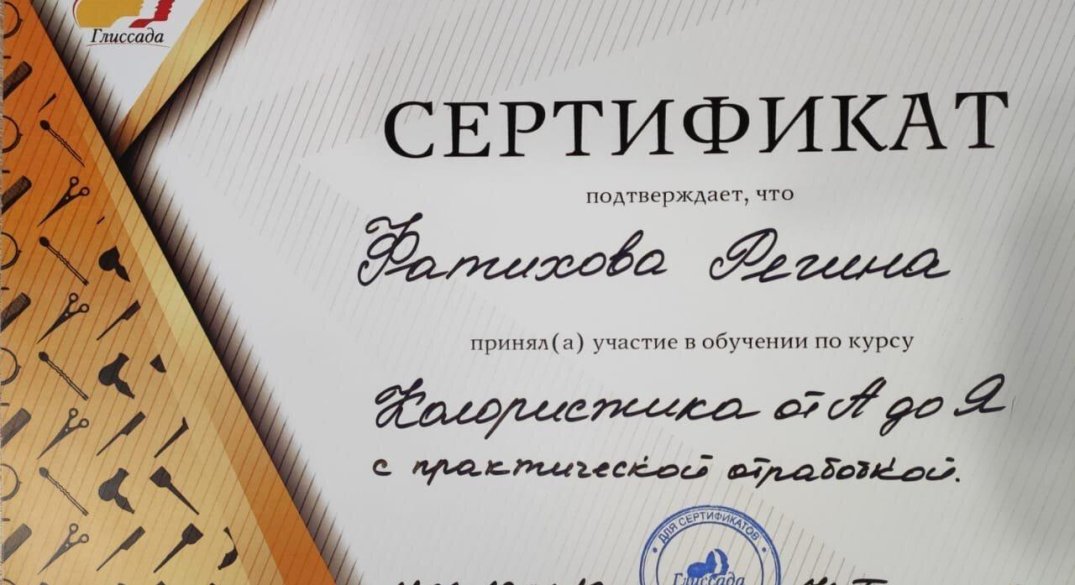 Глиссада
СЕРТИФИКАТ
подтверждает, что
Фатихова Регина
принял(а) участие в обучении по курсу
Колористика от А до Я
с практической отработкой.
ДЛЯ СЕРТИФИКАТОВ
Глиссада